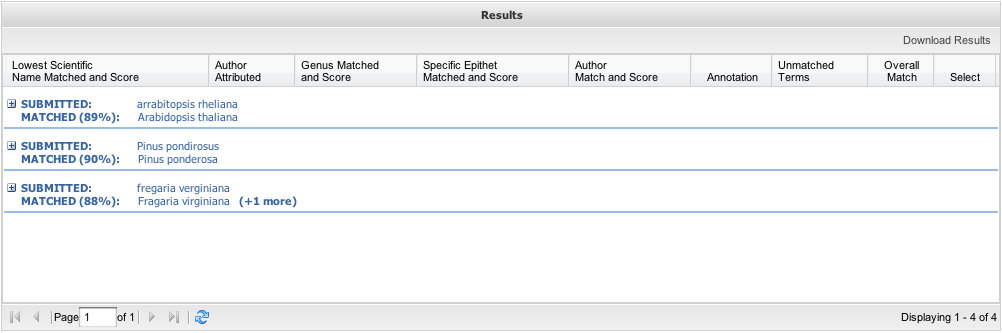 Results
Download Results
Lowest Scientific
Name Matched and Score
Author
Attributed
Genus Matched
and Score
Specific Epithet
Matched and Score
Author
Match and Score
Annotation
Unmatched
Terms
Overall
Match
Select
SUBMITTED: arrabitopsis rheliana
MATCHED (89%): Arabidopsis thaliana
SUBMITTED: Pinus pondirosus
MATCHED (90%): Pinus ponderosa
SUBMITTED: fregaria verginiana
MATCHED (88%): Fragaria virginiana (+1 more)
Page 1 of 1 Displaying 1 - 4 of 4